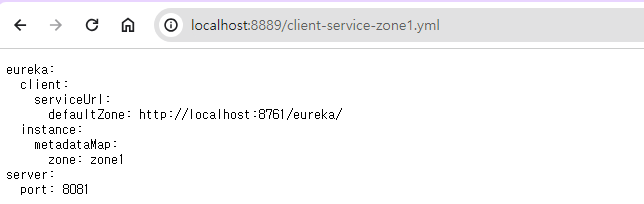 localhost:8889/client-service-zone1.yml
eureka:
  client:
    serviceUrl:
      defaultZone: http://localhost:8761/eureka/
  instance:
    metadataMap:
      zone: zone1
server:
  port: 8081